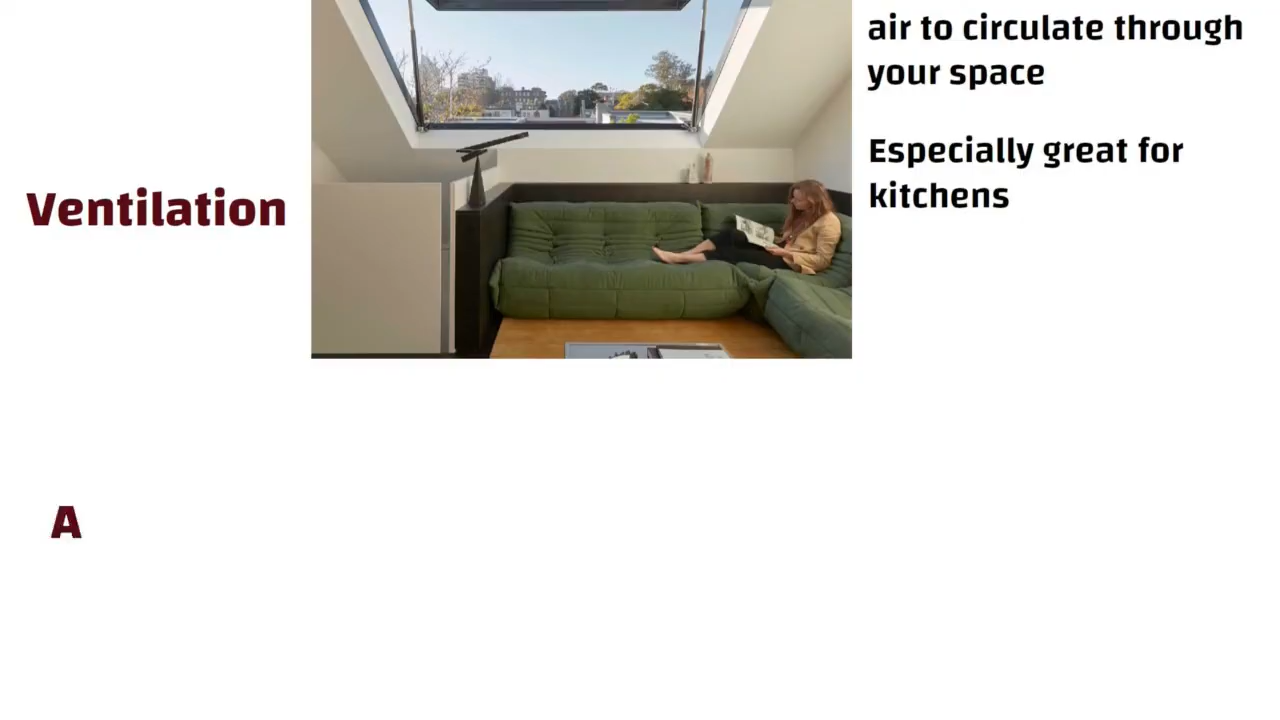 air to circulate through
your space
Especially great for
kitchens
Ventilation
A